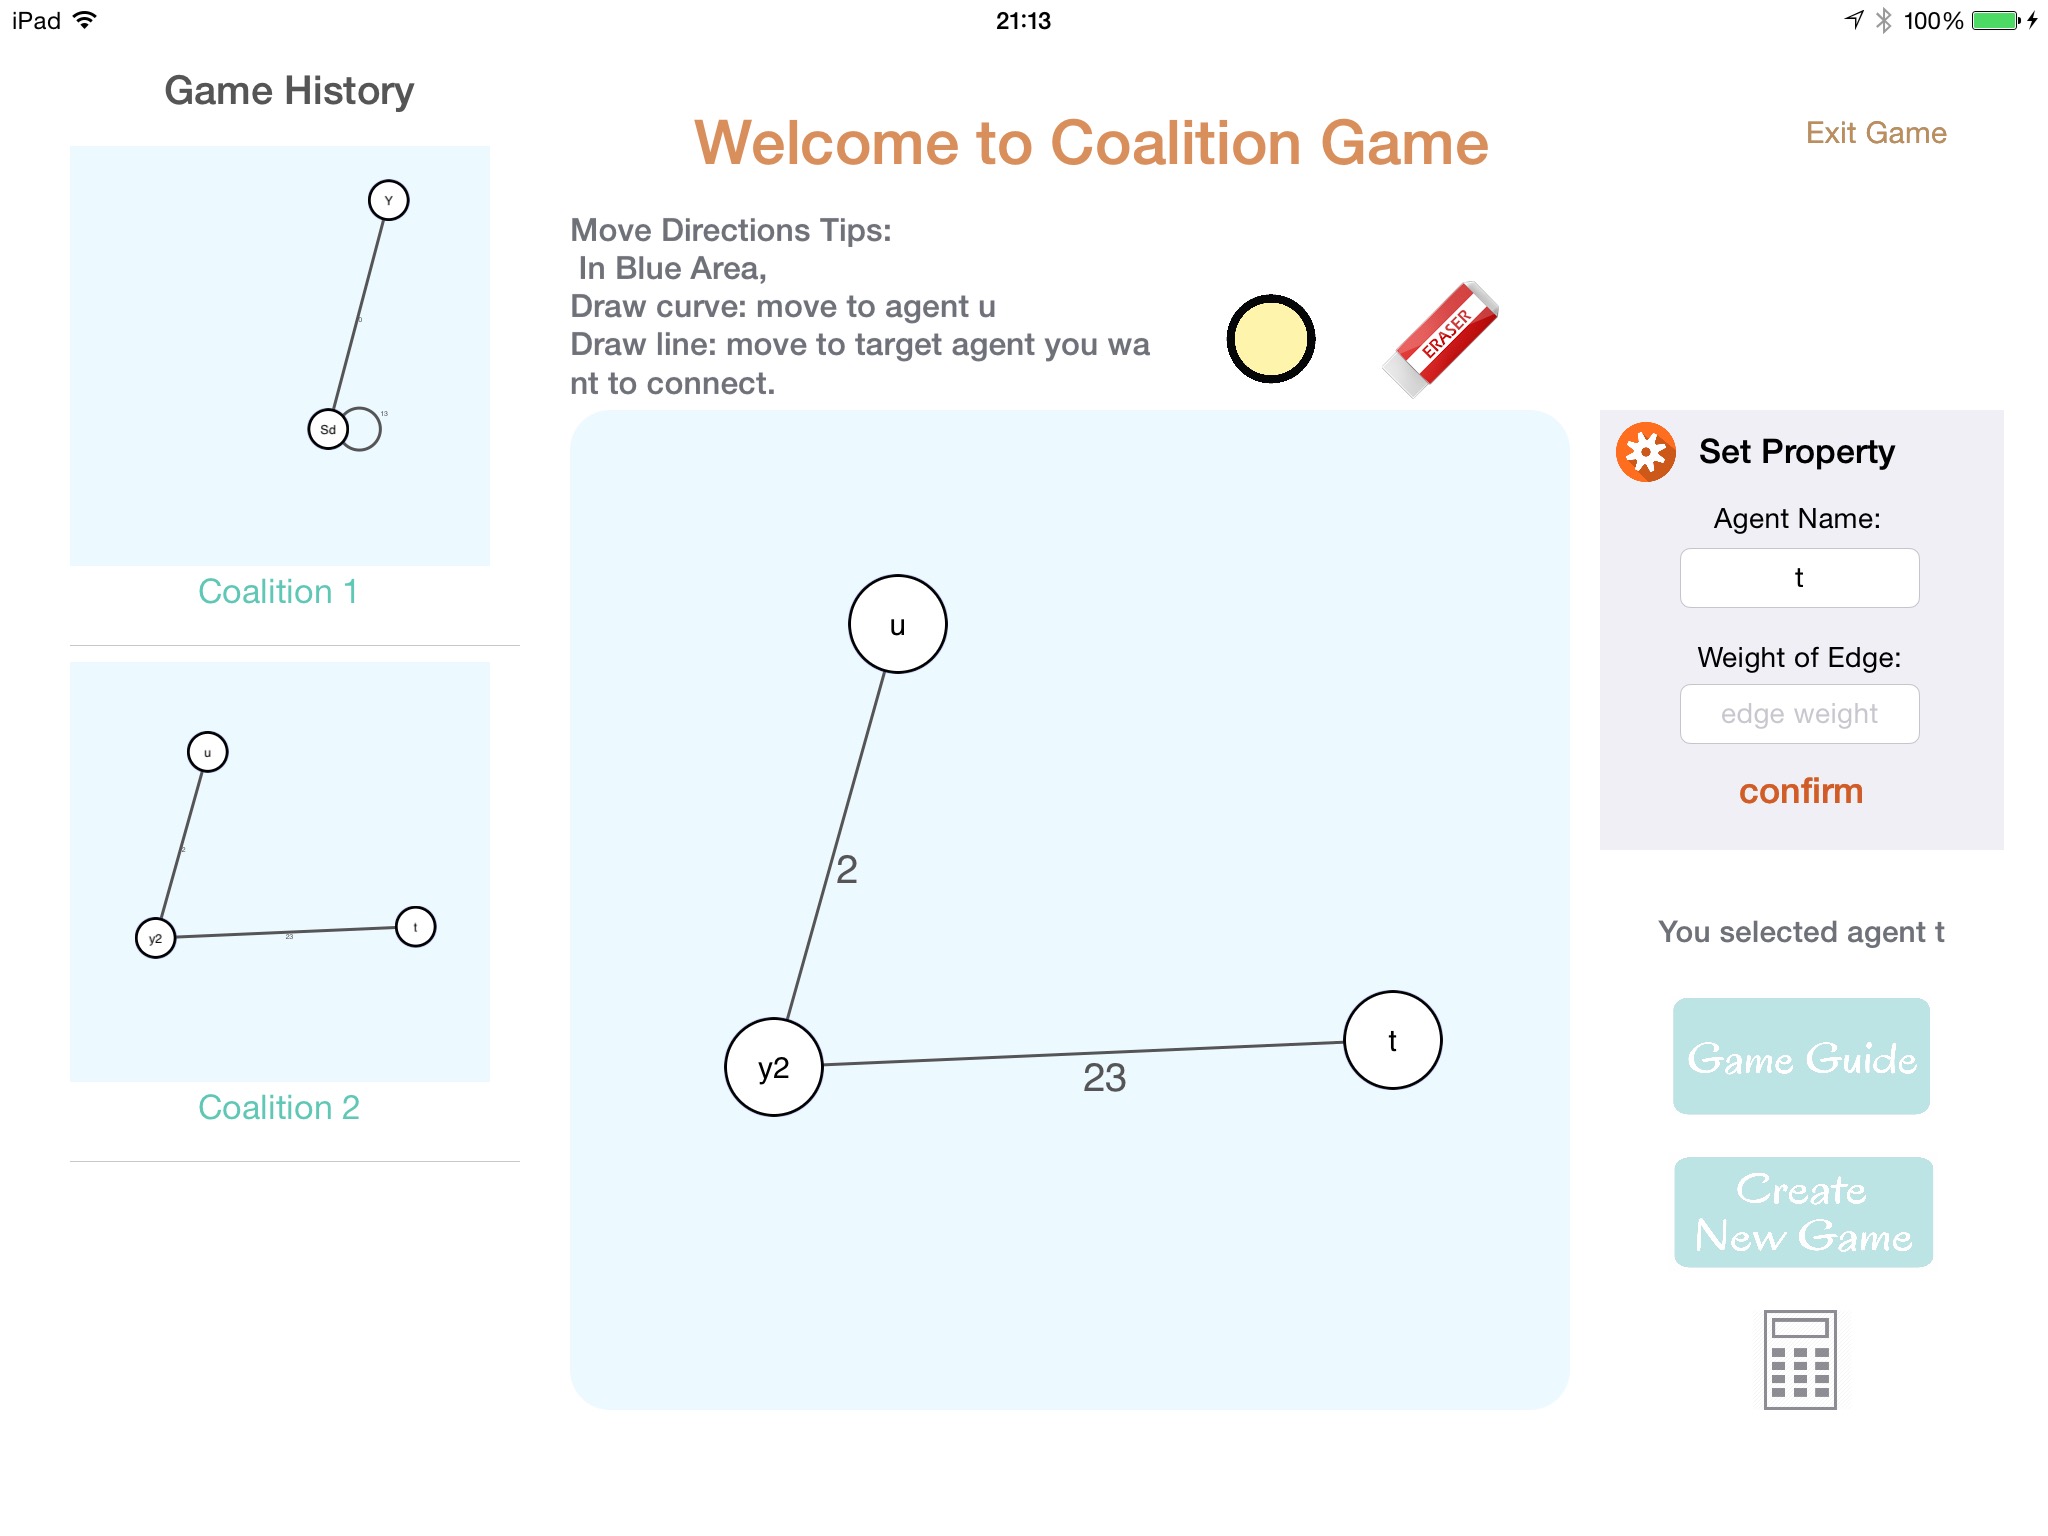 iPad
21:13
100%
Game History
Y
Sd
13
Coalition 1
u
2
y2
23
t
Coalition 2
Welcome to Coalition Game
Exit Game
Move Directions Tips:
In Blue Area,
Draw curve: move to agent u
Draw line: move to target agent you wa
nt to connect.
ERASER
u
2
y2
23
t
Set Property
Agent Name:
t
Weight of Edge:
edge weight
confirm
You selected agent t
Game Guide
Create
New Game